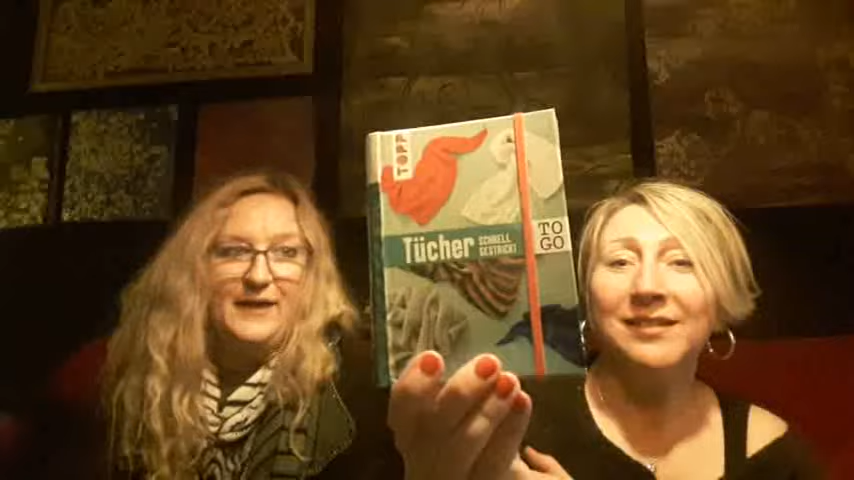 TOPP
Tücher SCHNELL
GESTRICKT
TO
GO